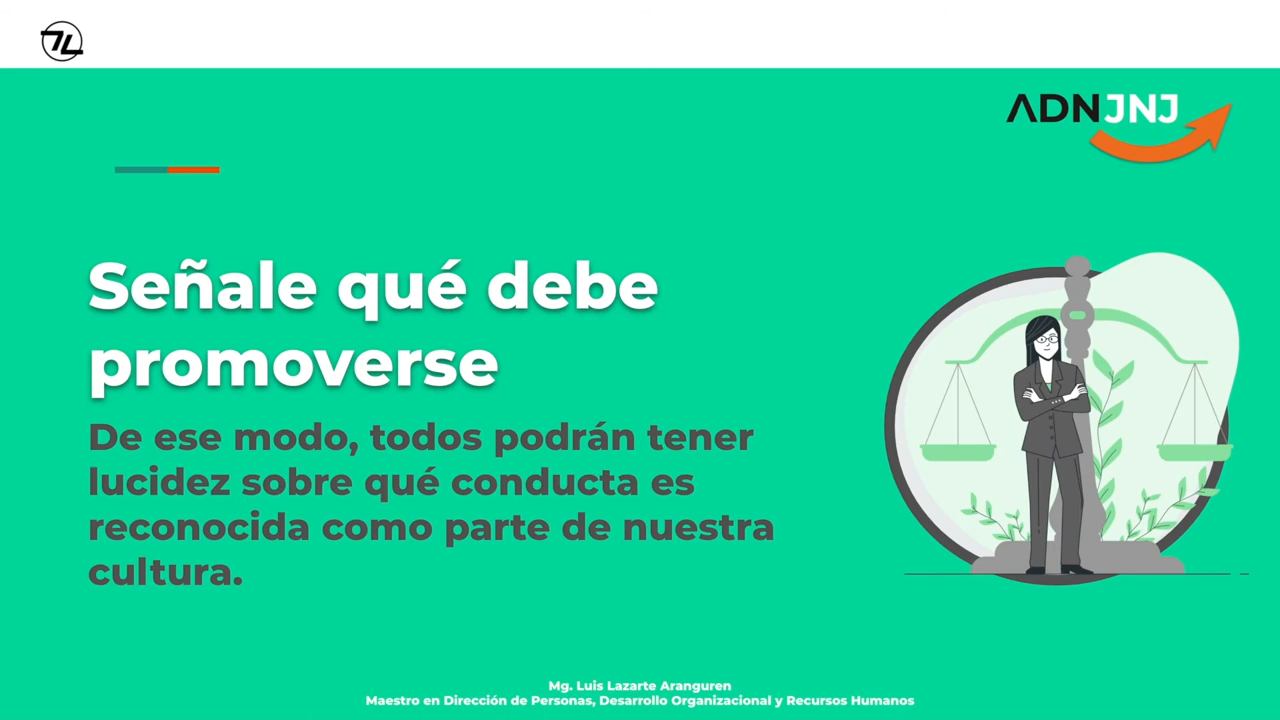 7L
ADNJNJ
Señale qué debe
promoverse
De ese modo, todos podrán tener
lucidez sobre qué conducta es
reconocida como parte de nuestra
cultura.
Mg. Luis Lazarte Aranguren
Maestro en Dirección de Personas, Desarrollo Organizacional y Recursos Humanos